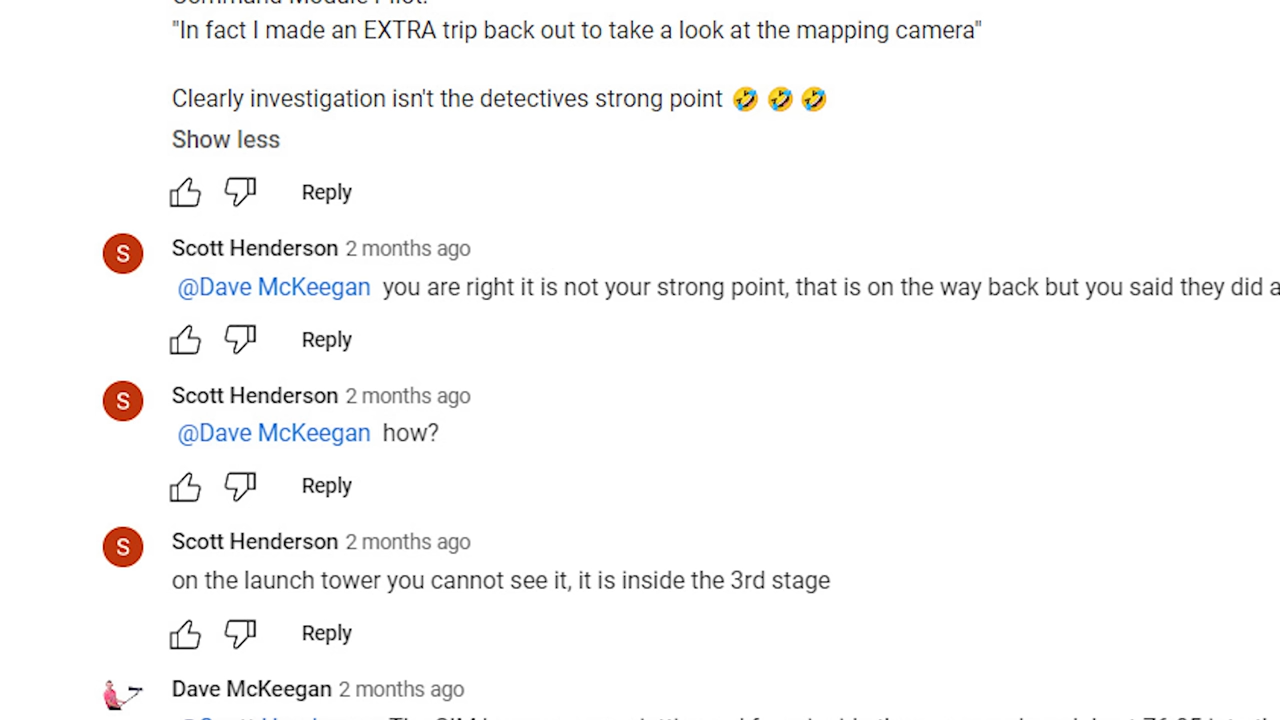 "In fact I made an EXTRA trip back out to take a look at the mapping camera"
Clearly investigation isn't the detectives strong point 🤣 🤣 🤣
Show less
Reply
S
Scott Henderson 2 months ago
@Dave McKeegan you are right it is not your strong point, that is on the way back but you said they did a
Reply
S
Scott Henderson 2 months ago
@Dave McKeegan how?
Reply
S
Scott Henderson 2 months ago
on the launch tower you cannot see it, it is inside the 3rd stage
Reply
Dave McKeegan 2 months ago